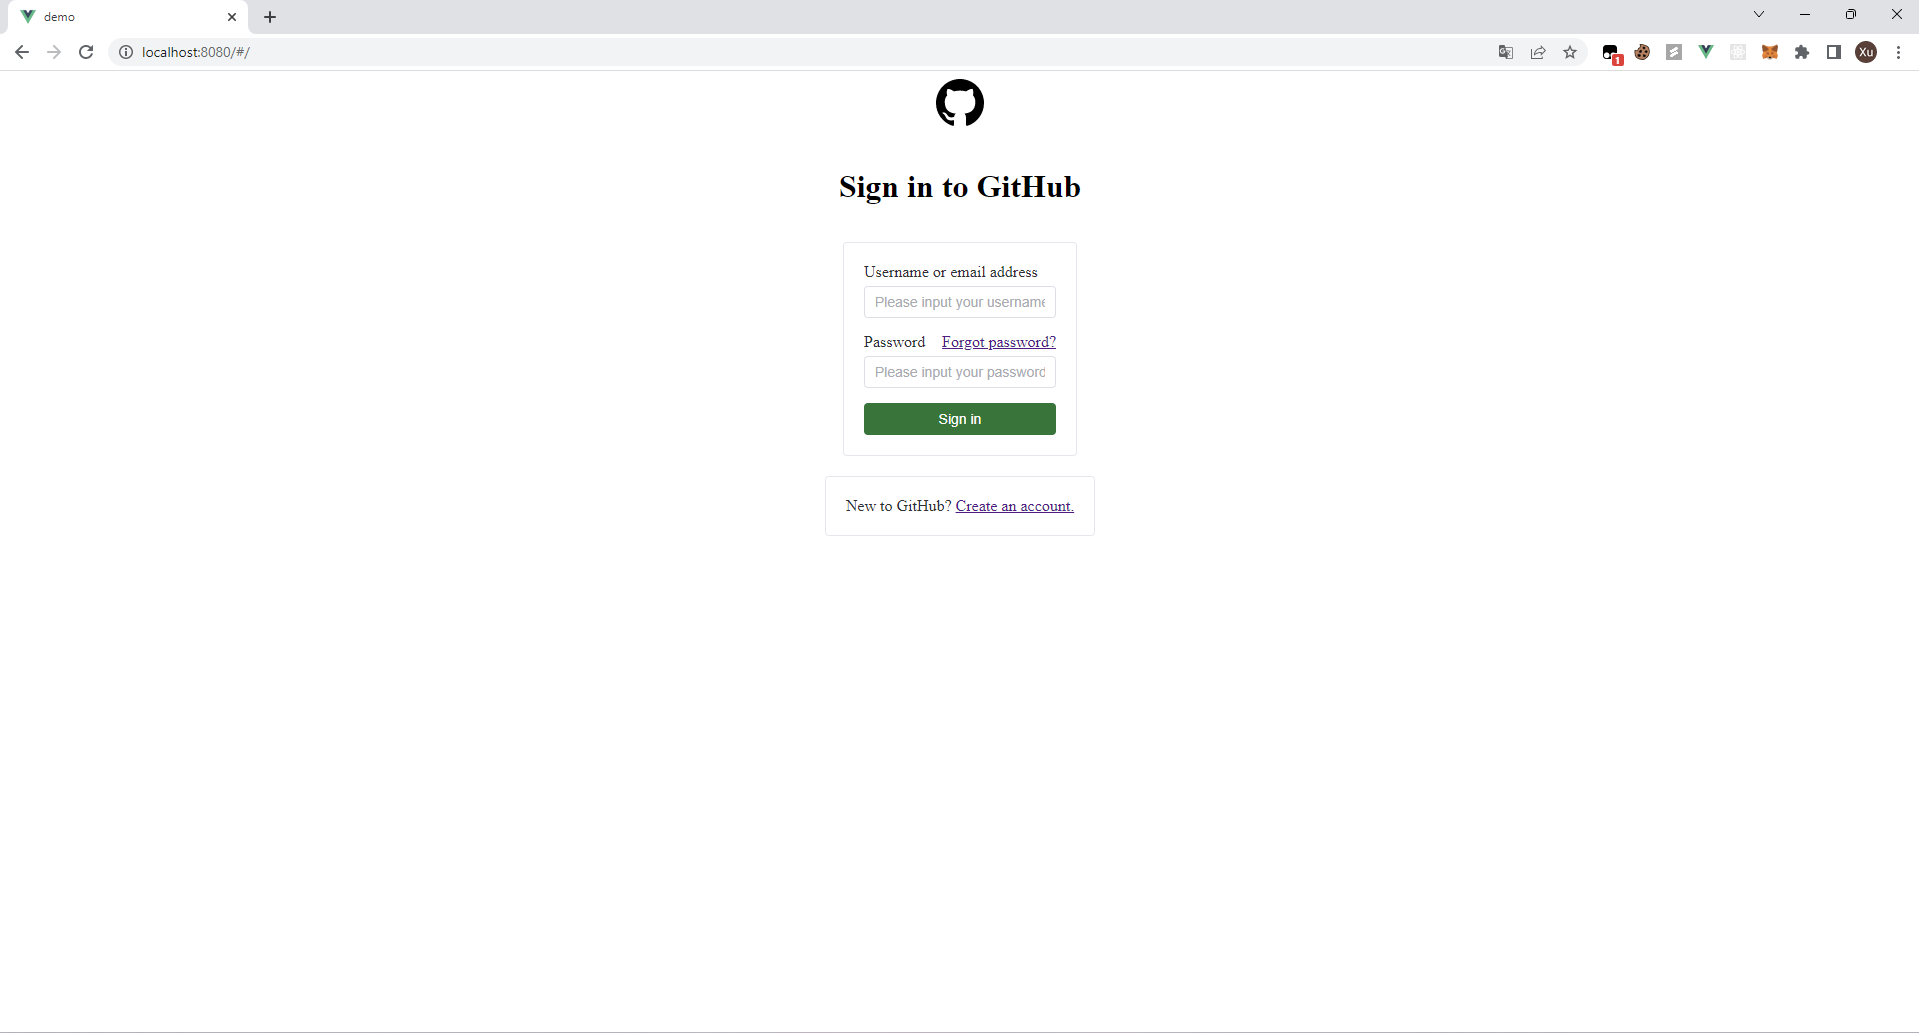 demo
localhost:8080/#/
1
Xu
Sign in to GitHub
Username or email address
Please input your username
Password Forgot password?
Please input your password
Sign in
New to GitHub? Create an account.